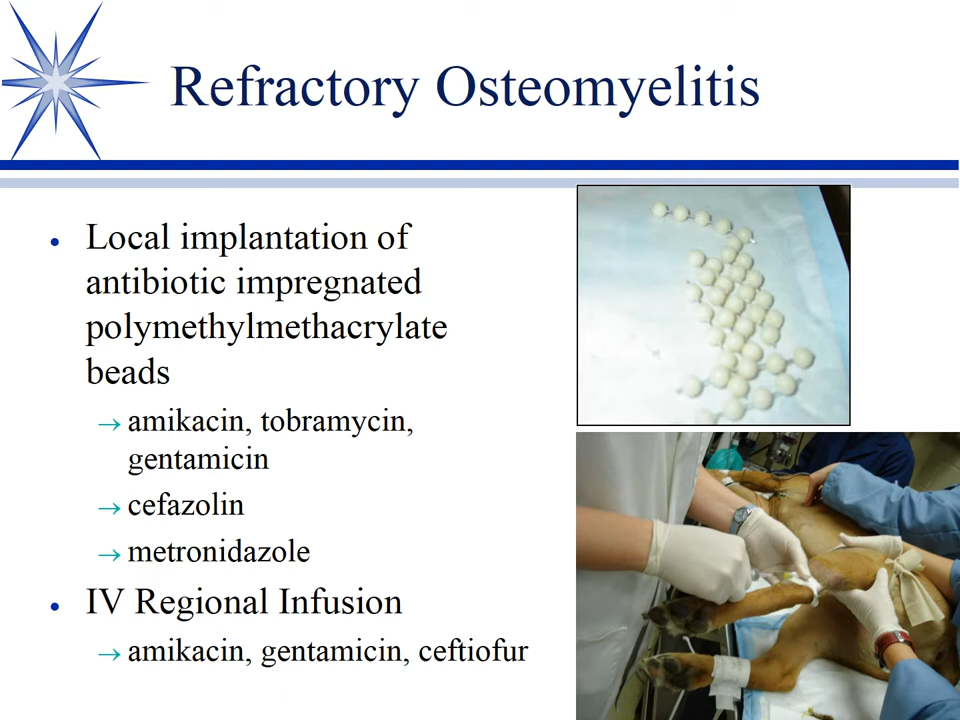 Refractory Osteomyelitis
• Local implantation of
antibiotic impregnated
polymethylmethacrylate
beads
→ amikacin, tobramycin,
gentamicin
→ cefazolin
→ metronidazole
• IV Regional Infusion
→ amikacin, gentamicin, ceftiofur